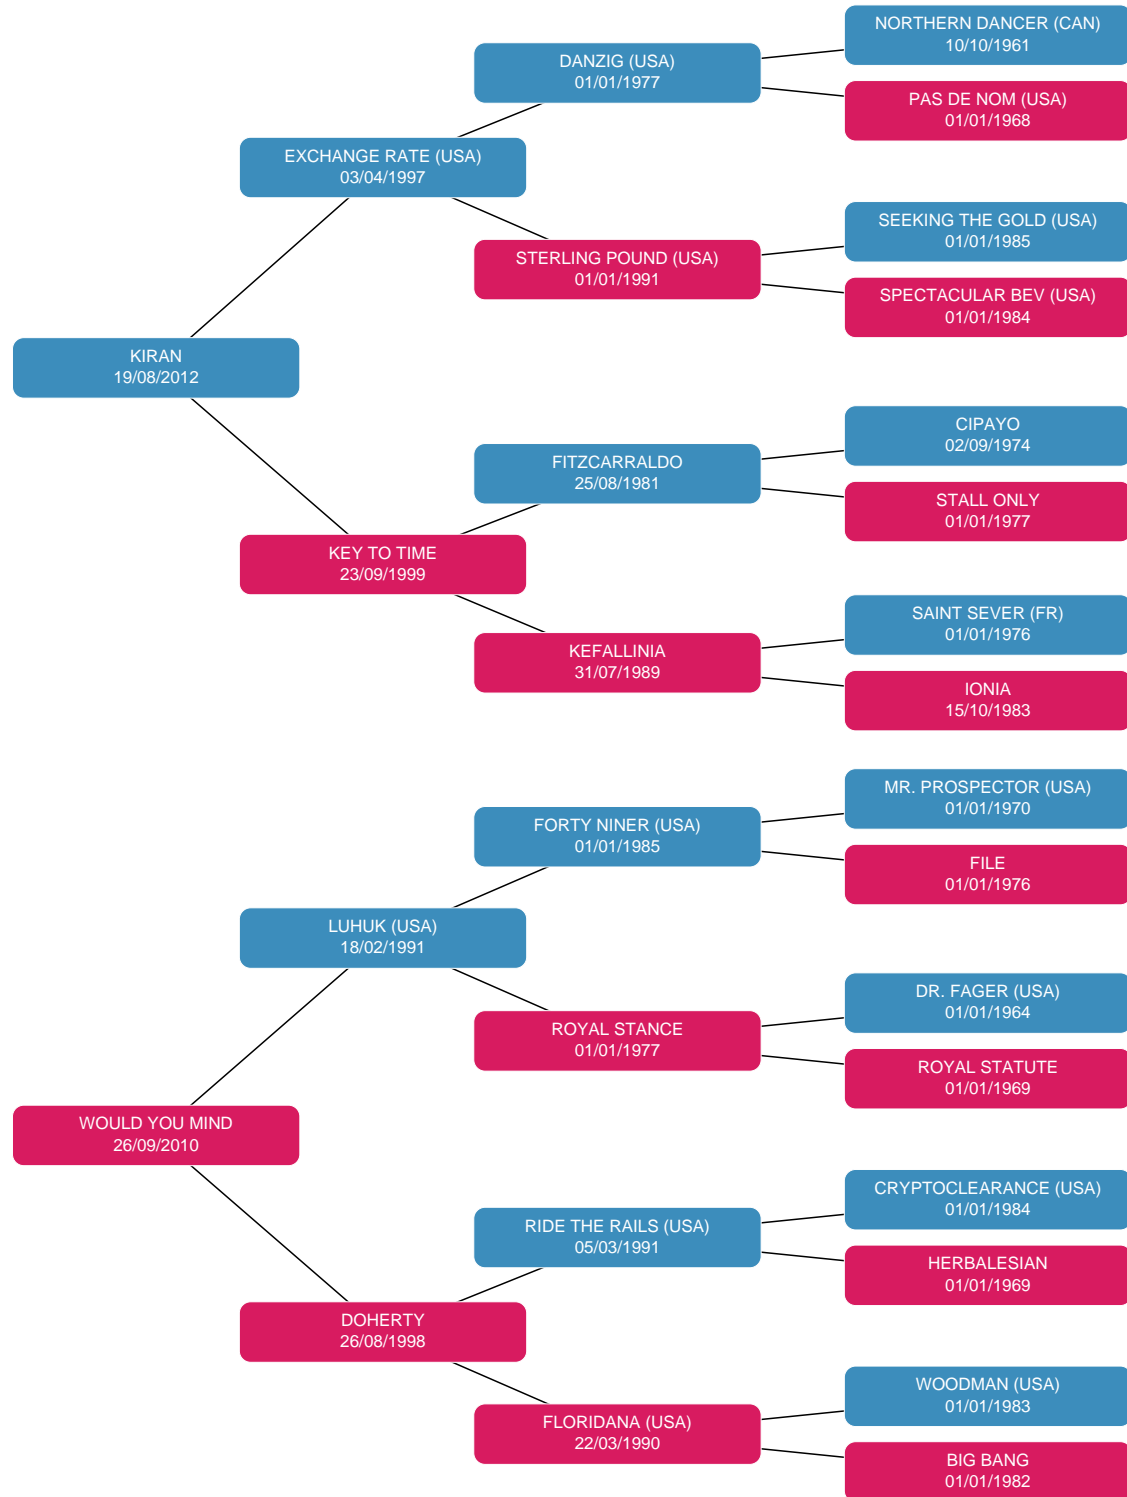 NORTHERN DANCER (CAN)
10/10/1961
DANZIG (USA)
01/01/1977
PAS DE NOM (USA)
01/01/1968
EXCHANGE RATE (USA)
03/04/1997
SEEKING THE GOLD (USA)
01/01/1985
STERLING POUND (USA)
01/01/1991
SPECTACULAR BEV (USA)
01/01/1984
KIRAN
19/08/2012
CIPAYO
02/09/1974
FITZCARRALDO
25/08/1981
STALL ONLY
01/01/1977
KEY TO TIME
23/09/1999
SAINT SEVER (FR)
01/01/1976
KEFALLINIA
31/07/1989
IONIA
15/10/1983
MR. PROSPECTOR (USA)
01/01/1970
FORTY NINER (USA)
01/01/1985
FILE
01/01/1976
LUHUK (USA)
18/02/1991
DR. FAGER (USA)
01/01/1964
ROYAL STANCE
01/01/1977
ROYAL STATUTE
01/01/1969
WOULD YOU MIND
26/09/2010
CRYPTOCLEARANCE (USA)
01/01/1984
RIDE THE RAILS (USA)
05/03/1991
HERBALESIAN
01/01/1969
DOHERTY
26/08/1998
WOODMAN (USA)
01/01/1983
FLORIDANA (USA)
22/03/1990
BIG BANG
01/01/1982